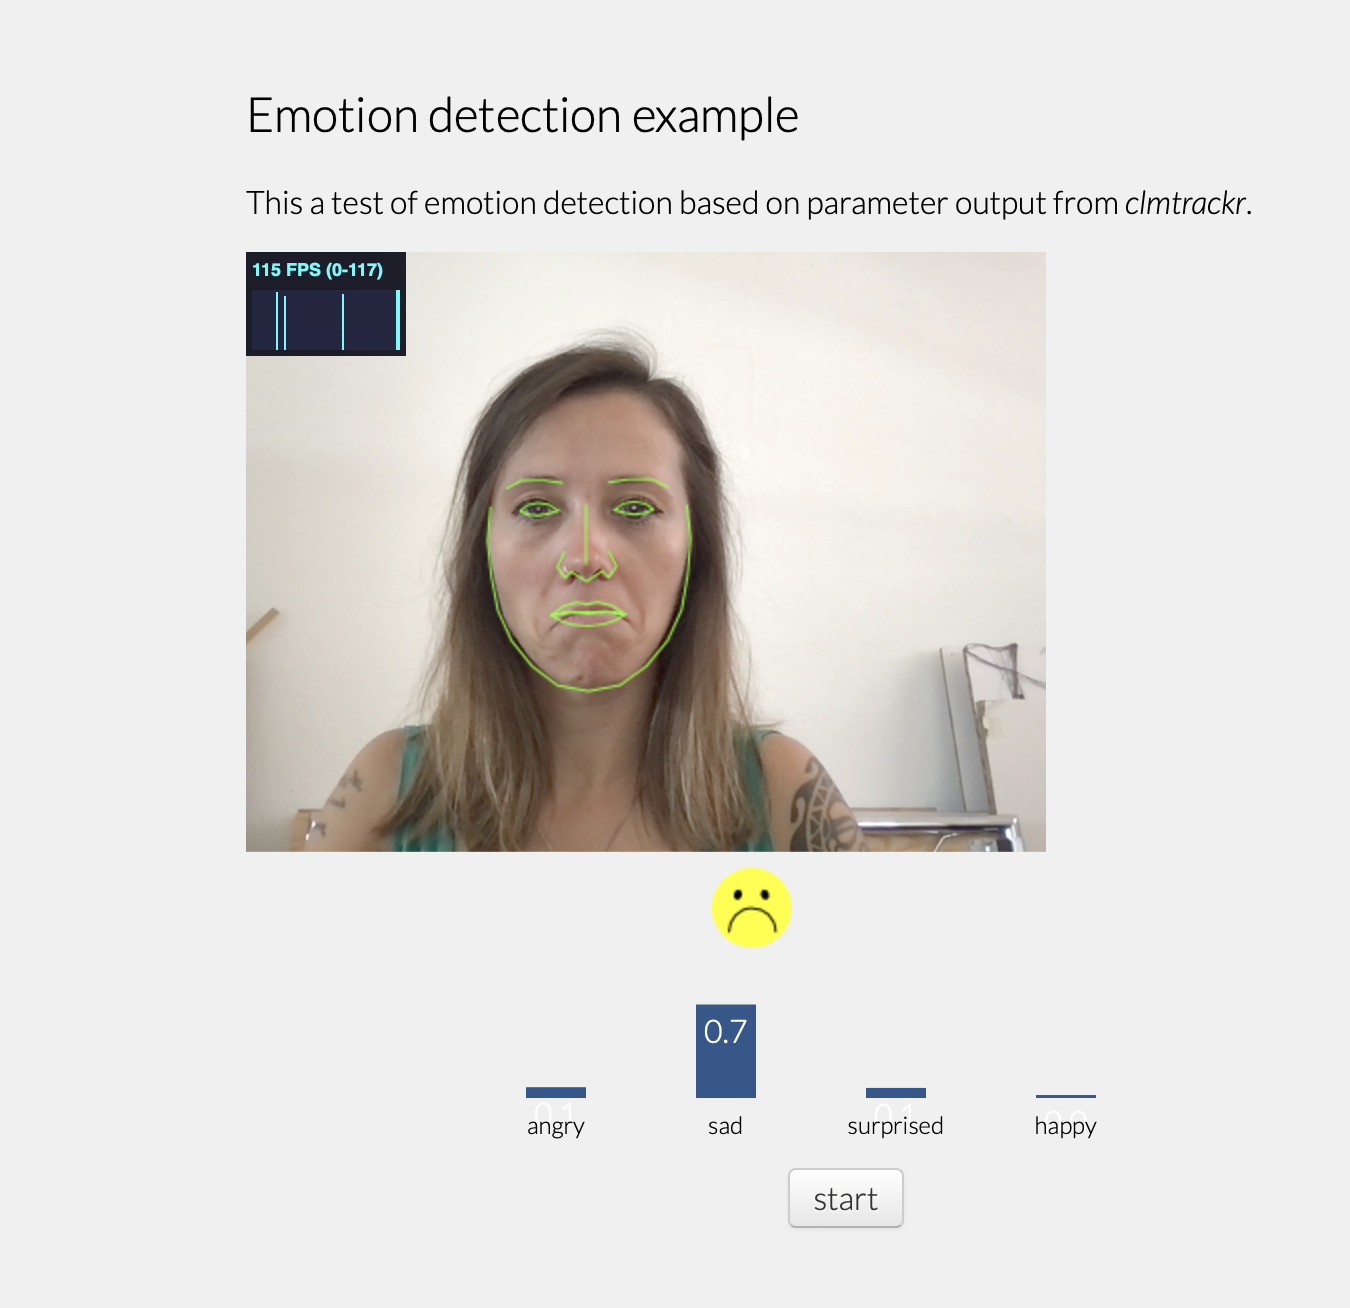 Emotion detection example
This a test of emotion detection based on parameter output from clmtrackr.
115 FPS (0-117)
0.7
0.1 0.1 0.0
angry sad surprised happy
start